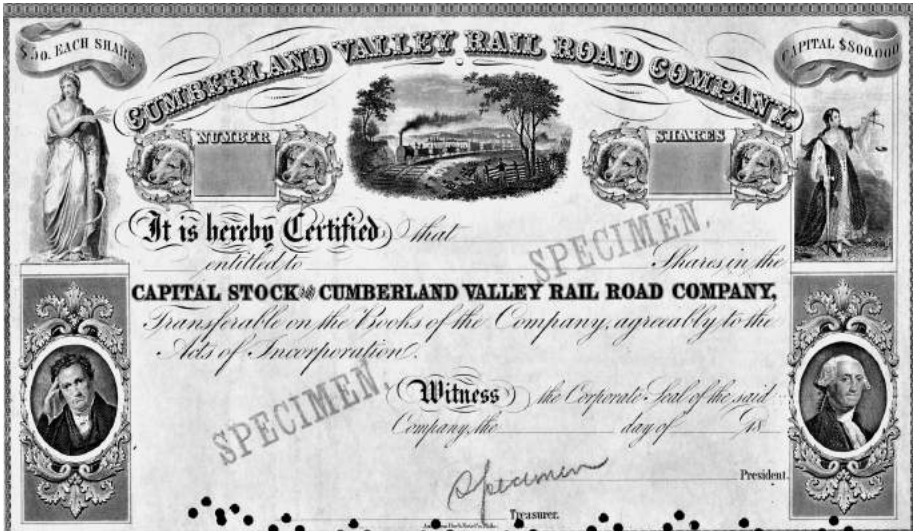 $50. EACH SHARE.
CUMBERLAND VALLEY RAIL ROAD COMPANY.
CAPITAL $800.000
NUMBER
SHARES
It is hereby Certified, that
entitled to Shares in the
CAPITAL STOCK OF THE CUMBERLAND VALLEY RAIL ROAD COMPANY,
Transferable on the Books of the Company, agreeably to the
Acts of Incorporation.
SPECIMEN.
SPECIMEN.
Witness, the Corporate Seal of the said
Company, the day of 18
Specimen
President.
Treasurer.